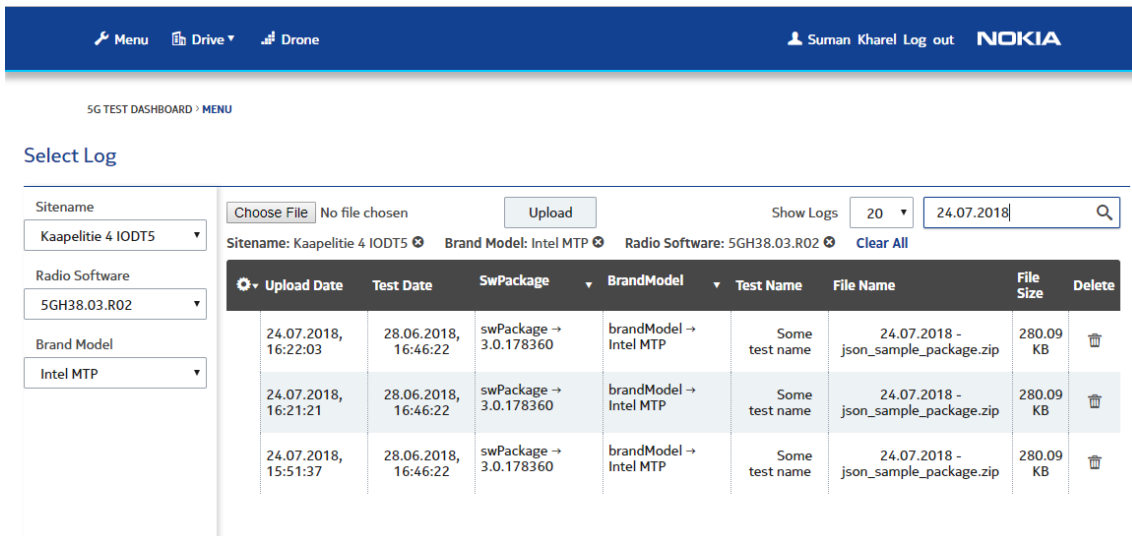 Menu Drive Drone Suman Kharel Log out NOKIA
5G TEST DASHBOARD > MENU
Select Log
Sitename
Kaapelitie 4 IODT5
Radio Software
5GH38.03.R02
Brand Model
Intel MTP
Choose File No file chosen Upload Show Logs 20 24.07.2018
Sitename: Kaapelitie 4 IODT5 Brand Model: Intel MTP Radio Software: 5GH38.03.R02 Clear All
Upload Date Test Date SwPackage BrandModel Test Name File Name File Size Delete
24.07.2018, 28.06.2018, swPackage → brandModel → Some 24.07.2018 - 280.09
16:22:03 16:46:22 3.0.178360 Intel MTP test name json_sample_package.zip KB
24.07.2018, 28.06.2018, swPackage → brandModel → Some 24.07.2018 - 280.09
16:21:21 16:46:22 3.0.178360 Intel MTP test name json_sample_package.zip KB
24.07.2018, 28.06.2018, swPackage → brandModel → Some 24.07.2018 - 280.09
15:51:37 16:46:22 3.0.178360 Intel MTP test name json_sample_package.zip KB